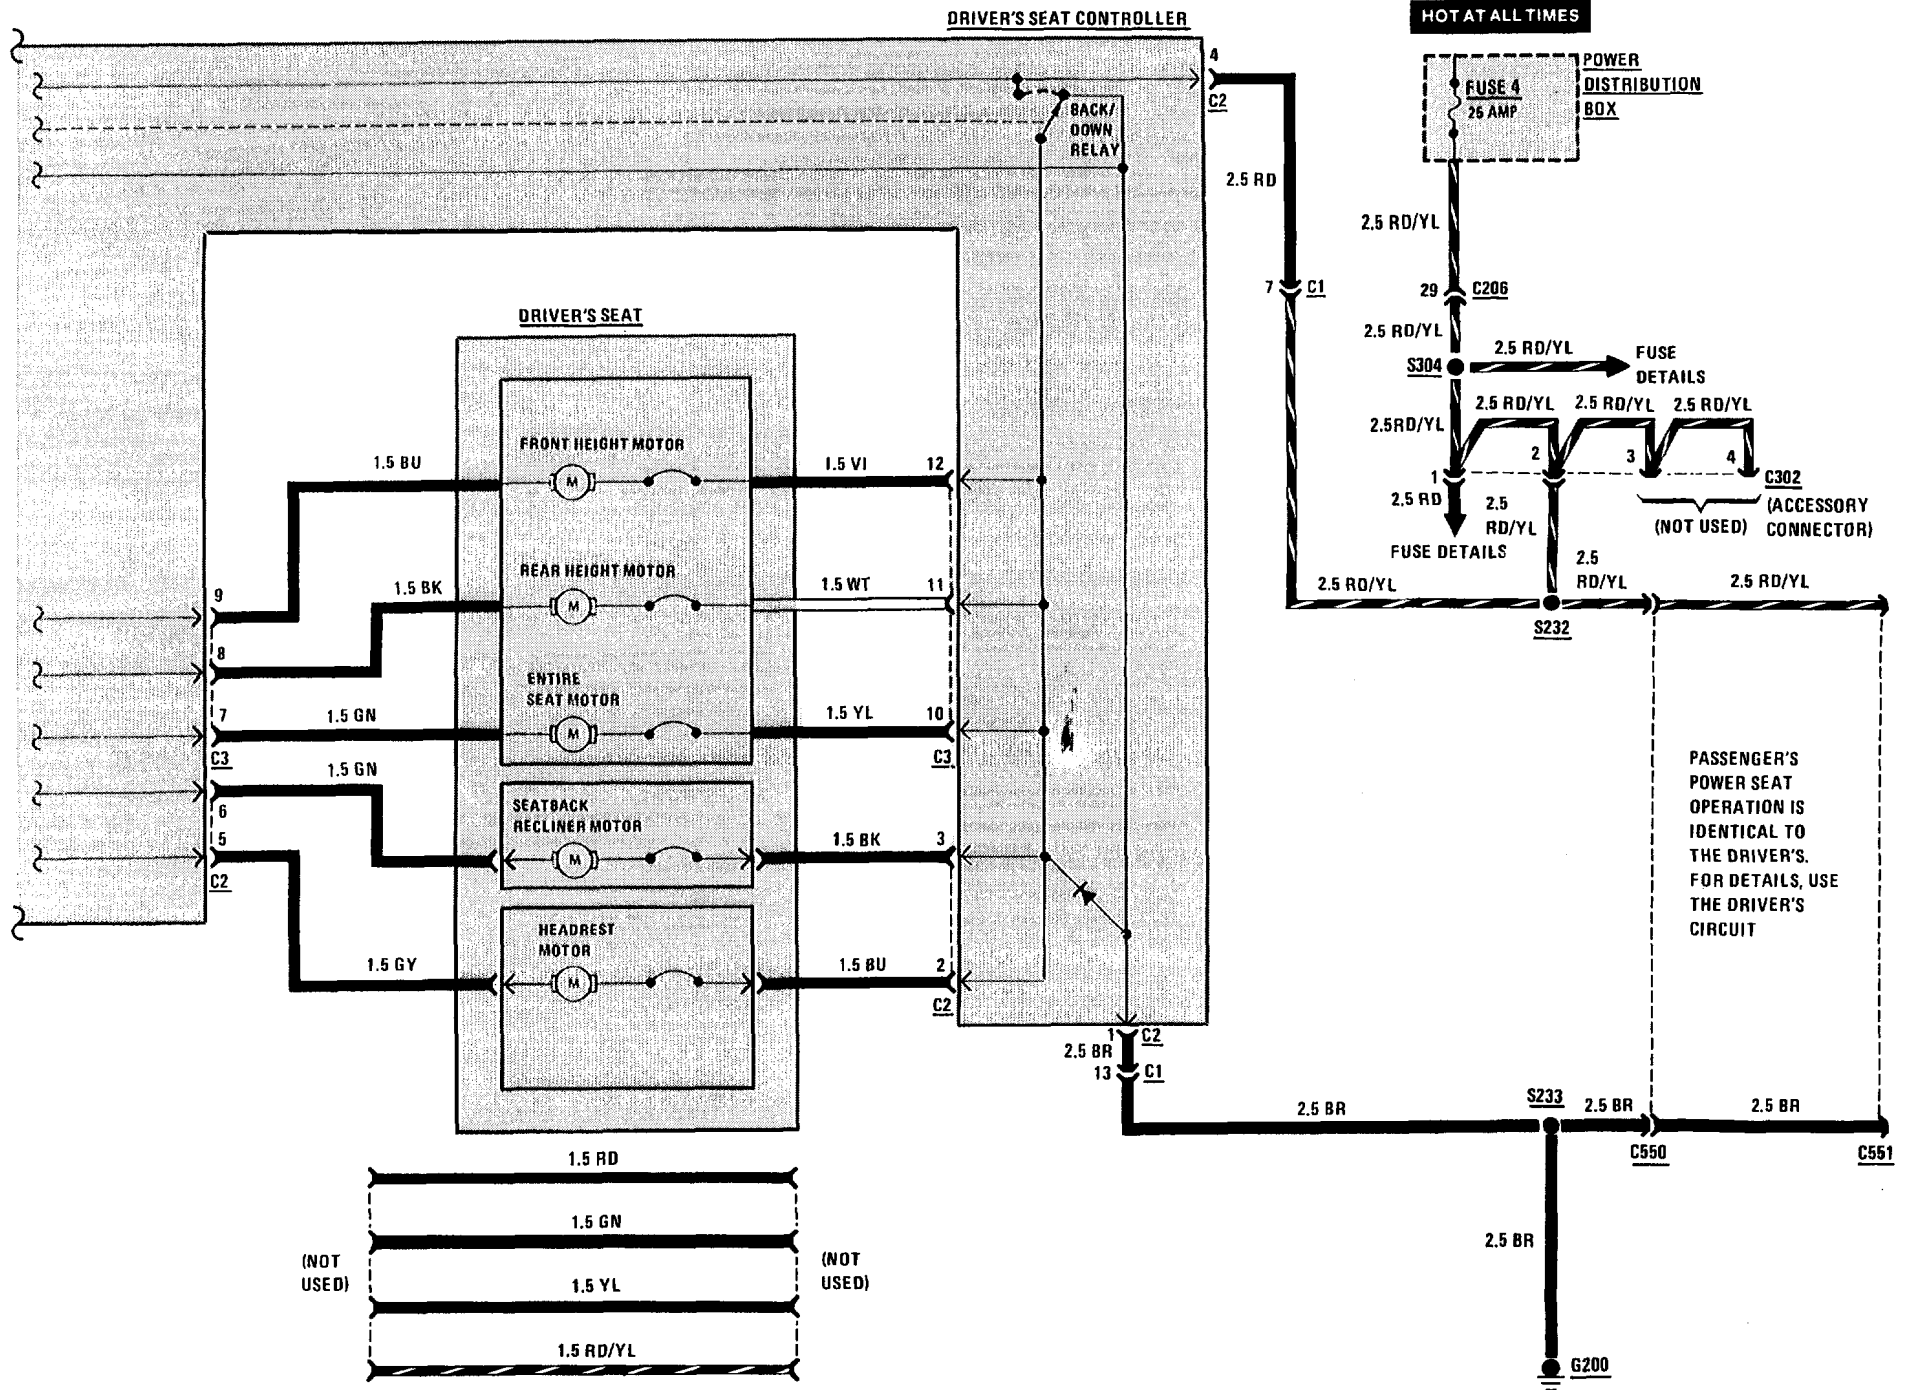 DRIVER'S SEAT CONTROLLER
HOT AT ALL TIMES
POWER
DISTRIBUTION
BOX
FUSE 4
25 AMP
4
C2
BACK/
DOWN
RELAY
2.5 RD
2.5 RD/YL
7 C1
29 C206
2.5 RD/YL
S304
2.5 RD/YL
FUSE
DETAILS
2.5RD/YL
2.5 RD/YL
2.5 RD/YL
2.5 RD/YL
1
2
3
4
C302
(ACCESSORY
CONNECTOR)
(NOT USED)
2.5 RD
FUSE DETAILS
2.5
RD/YL
2.5
RD/YL
2.5 RD/YL
2.5 RD/YL
S232
DRIVER'S SEAT
FRONT HEIGHT MOTOR
M
1.5 BU
1.5 VI
12
REAR HEIGHT MOTOR
M
9
1.5 BK
1.5 WT
11
8
ENTIRE
SEAT MOTOR
M
7
1.5 GN
1.5 YL
10
C3
C3
1.5 GN
6
SEATBACK
RECLINER MOTOR
M
1.5 BK
3
5
C2
HEADREST
MOTOR
M
1.5 GY
1.5 BU
2
C2
PASSENGER'S
POWER SEAT
OPERATION IS
IDENTICAL TO
THE DRIVER'S.
FOR DETAILS, USE
THE DRIVER'S
CIRCUIT
1 C2
2.5 BR
13 C1
2.5 BR
S233
2.5 BR
2.5 BR
C550
C551
2.5 BR
G200
1.5 RD
1.5 GN
(NOT
USED)
(NOT
USED)
1.5 YL
1.5 RD/YL